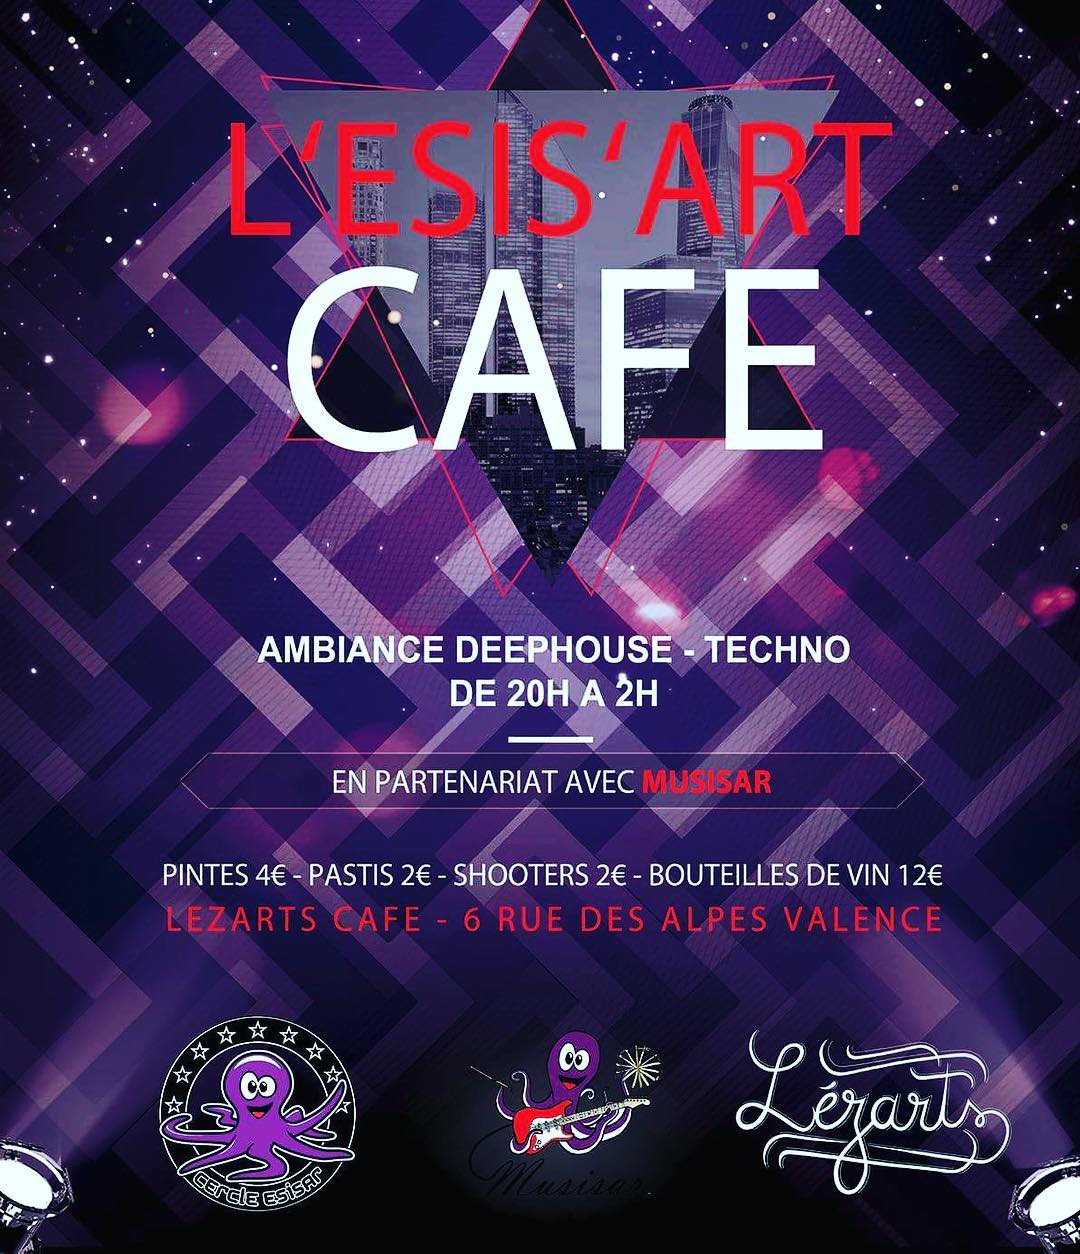 L'ESIS'ART
CAFE
AMBIANCE DEEPHOUSE - TECHNO
DE 20H A 2H
EN PARTENARIAT AVEC MUSISAR
PINTES 4€ - PASTIS 2€ - SHOOTERS 2€ - BOUTEILLES DE VIN 12€
LEZARTS CAFE - 6 RUE DES ALPES VALENCE
CERCLE ESISAR
Musisar
Lézarts